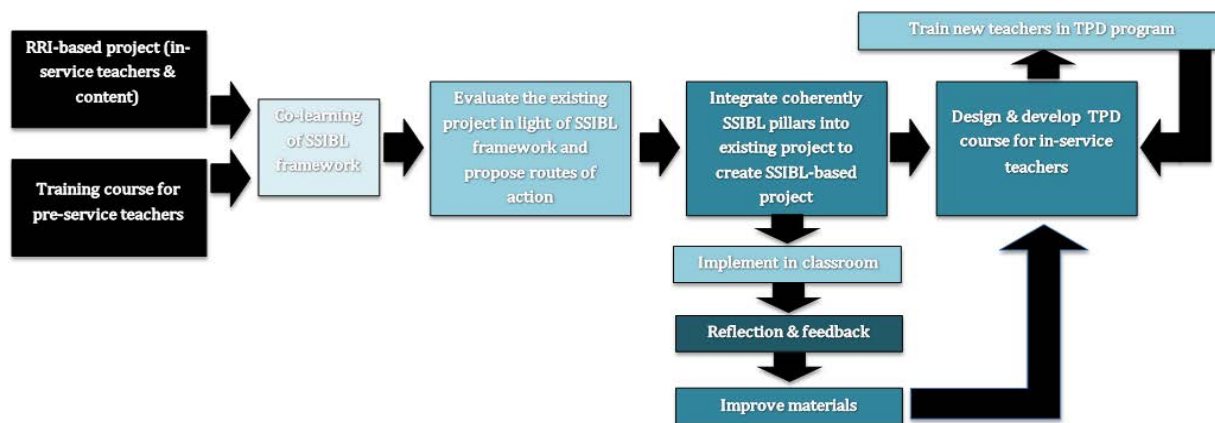 RRI-based project (in-
service teachers &
content)
Training course for
pre-service teachers
Co-learning
of SSIBL
framework
Evaluate the existing
project in light of SSIBL
framework and
propose routes of
action
Integrate coherently
SSIBL pillars into
existing project to
create SSIBL-based
project
Implement in classroom
Reflection & feedback
Improve materials
Train new teachers in TPD program
Design & develop TPD
course for in-service
teachers